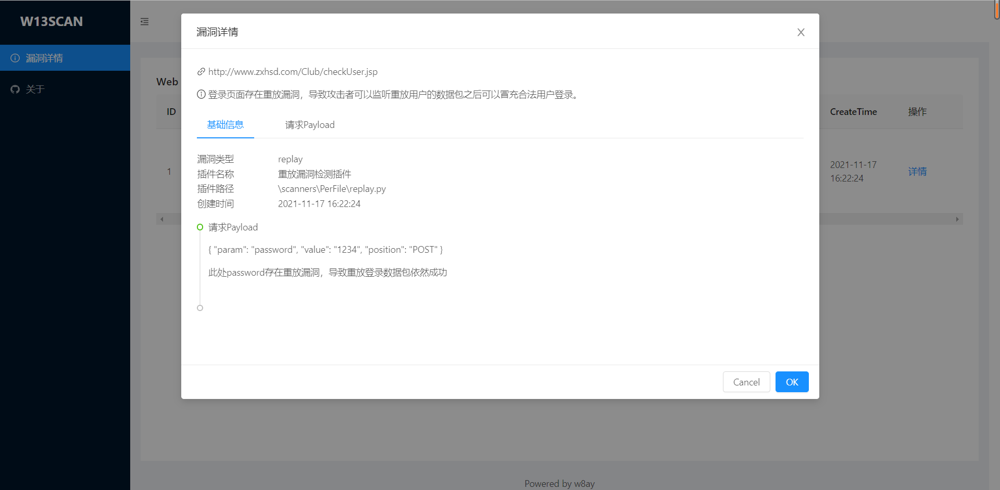 W13SCAN
漏洞详情
关于
Web
ID
CreateTime
操作
1
2021-11-17
16:22:24
详情
漏洞详情
http://www.zxhsd.com/Club/checkUser.jsp
登录页面存在重放漏洞，导致攻击者可以监听重放用户的数据包之后可以冒充合法用户登录。
基础信息 请求Payload
漏洞类型 replay
插件名称 重放漏洞检测插件
插件路径 \scanners\PerFile\replay.py
创建时间 2021-11-17 16:22:24
请求Payload
{ "param": "password", "value": "1234", "position": "POST" }
此处password存在重放漏洞，导致重放登录数据包依然成功
Cancel OK
Powered by w8ay